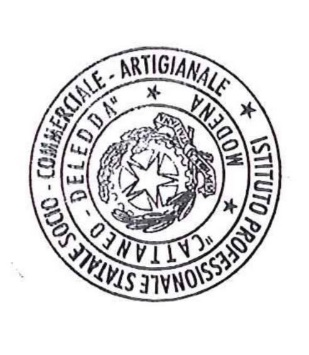 ISTITUTO PROFESSIONALE STATALE SOCIO - COMMERCIALE - ARTIGIANALE
"CATTANEO - DELEDDA"
MODENA